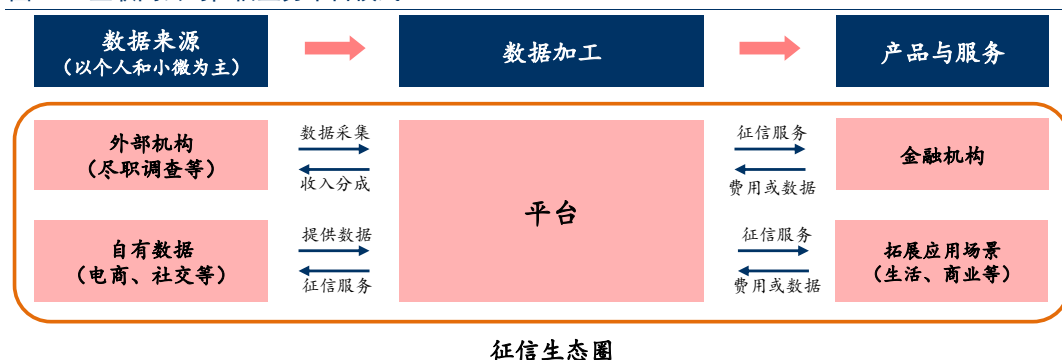 数据来源
（以个人和小微为主）
数据加工
产品与服务
外部机构
（尽职调查等）
数据采集
收入分成
平台
征信服务
费用或数据
金融机构
自有数据
（电商、社交等）
提供数据
征信服务
征信服务
费用或数据
拓展应用场景
（生活、商业等）
征信生态圈